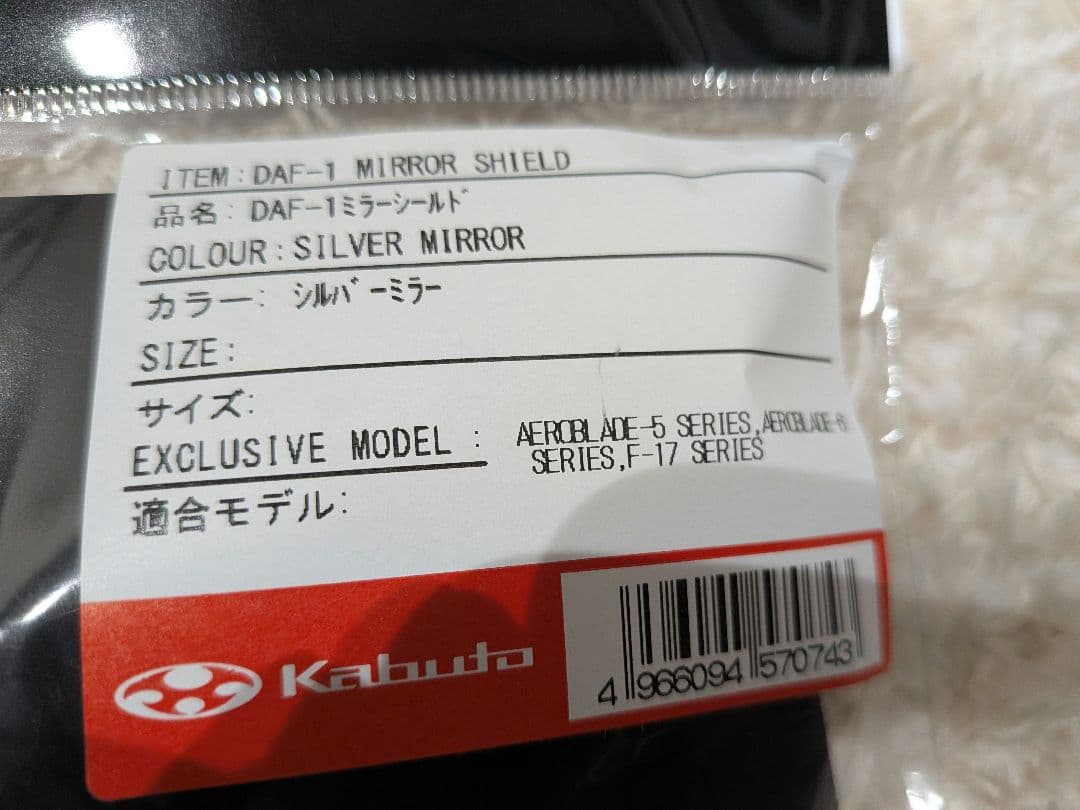 ITEM:DAF-1 MIRROR SHIELD
品名: DAF-1ﾐﾗｰｼｰﾙﾄﾞ
COLOUR:SILVER MIRROR
カラー: ｼﾙﾊﾞｰﾐﾗｰ
SIZE:
サイズ:
EXCLUSIVE MODEL : AEROBLADE-5 SERIES,AEROBLADE-6
SERIES,F-17 SERIES
適合モデル:
Kabuto
4 966094 570743